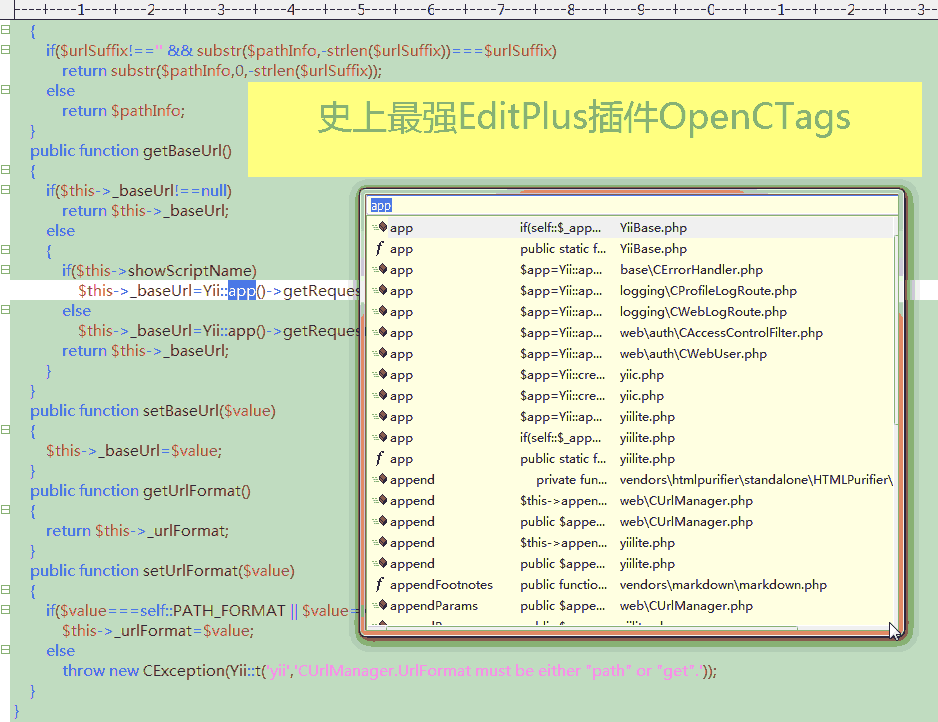 ----+----1----+----2----+----3----+----4----+----5----+----6----+----7----+----8----+----9----+----0----+----1----+----2----+----3--
{
if($urlSuffix!=='' && substr($pathInfo,-strlen($urlSuffix))===$urlSuffix)
return substr($pathInfo,0,-strlen($urlSuffix));
else
return $pathInfo;
}
史上最强EditPlus插件OpenCTags
public function getBaseUrl()
{
if($this->_baseUrl!==null)
return $this->_baseUrl;
else
{
if($this->showScriptName)
$this->_baseUrl=Yii::app()->getReques
else
$this->_baseUrl=Yii::app()->getReques
return $this->_baseUrl;
}
}
public function setBaseUrl($value)
{
$this->_baseUrl=$value;
}
public function getUrlFormat()
{
return $this->_urlFormat;
}
public function setUrlFormat($value)
{
if($value===self::PATH_FORMAT || $value=
$this->_urlFormat=$value;
else
throw new CException(Yii::t('yii','CUrlManager.UrlFormat must be either "path" or "get".'));
}
}
app
app if(self::$_app... YiiBase.php
f app public static f... YiiBase.php
app $app=Yii::ap... base\CErrorHandler.php
app $app=Yii::ap... logging\CProfileLogRoute.php
app $app=Yii::ap... logging\CWebLogRoute.php
app $app=Yii::ap... web\auth\CAccessControlFilter.php
app $app=Yii::ap... web\auth\CWebUser.php
app $app=Yii::cre... yiic.php
app $app=Yii::cre... yiic.php
app $app=Yii::ap... yiilite.php
app if(self::$_app... yiilite.php
f app public static f... yiilite.php
append private fun... vendors\htmlpurifier\standalone\HTMLPurifier\
append $this->appen... web\CUrlManager.php
append public $appe... web\CUrlManager.php
append $this->appen... yiilite.php
append public $appe... yiilite.php
f appendFootnotes public functio... vendors\markdown\markdown.php
appendParams public $appe... web\CUrlManager.php